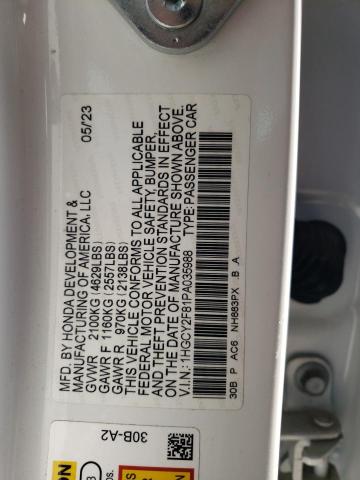 MFD. BY HONDA DEVELOPMENT &
MANUFACTURING OF AMERICA, LLC 05/23
GVWR 2100KG (4629LBS)
GAWR F 1160KG (2557LBS)
GAWR R 970KG (2138LBS)
THIS VEHICLE CONFORMS TO ALL APPLICABLE
FEDERAL MOTOR VEHICLE SAFETY BUMPER,
AND THEFT PREVENTION STANDARDS IN EFFECT
ON THE DATE OF MANUFACTURE SHOWN ABOVE.
V.I.N.: 1HGCY2F81PA035988 TYPE: PASSENGER CAR
30B P AC6 NH883PX B A
30B-A2